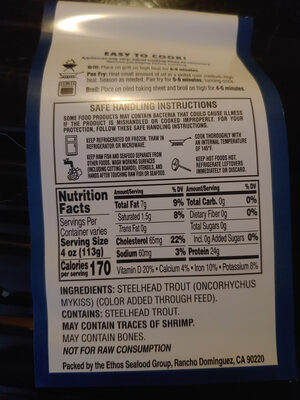 EASY TO COOK!
Grill: Place on grill on high heat for 5-6 minutes.
Pan Fry: Heat small amount of oil in a skillet over medium high
heat. Season as needed. Pan fry for 5-6 minutes, turning once.
Broil: Place on oiled baking sheet and broil on high for 4-5 minutes.
SAFE HANDLING INSTRUCTIONS
SOME FOOD PRODUCTS MAY CONTAIN BACTERIA THAT COULD CAUSE ILLNESS
IF THE PRODUCT IS MISHANDLED OR COOKED IMPROPERLY. FOR YOUR
PROTECTION, FOLLOW THESE SAFE HANDLING INSTRUCTIONS.
KEEP REFRIGERATED OR FROZEN. THAW IN
REFRIGERATOR OR MICROWAVE.
COOK THOROUGHLY WITH
AN INTERNAL TEMPERATURE
OF 145°F.
KEEP RAW FISH AND SEAFOOD SEPARATE FROM
OTHER FOODS. WASH WORKING SURFACES
(INCLUDING CUTTING BOARDS), UTENSILS, AND
HANDS AFTER TOUCHING RAW FISH OR SEAFOOD.
KEEP HOT FOODS HOT.
REFRIGERATE LEFTOVERS
IMMEDIATELY OR DISCARD.
Nutrition
Facts
Servings Per
Container varies
Serving Size
4 oz (113g)
Calories 170
per serving
Amount/Serving % DV
Total Fat 7g 9%
Saturated 1.5g 8%
Trans Fat 0g
Cholesterol 65mg 22%
Sodium 60mg 3%
Amount/Serving % DV
Total Carb. 0g 0%
Dietary Fiber 0g 0%
Total Sugars 0g
Incl. 0g Added Sugars 0%
Protein 24g
Vitamin D 20% • Calcium 4% • Iron 10% • Potassium 8%
INGREDIENTS: STEELHEAD TROUT (ONCORHYCHUS
MYKISS) (COLOR ADDED THROUGH FEED).
CONTAINS: STEELHEAD TROUT.
MAY CONTAIN TRACES OF SHRIMP.
MAY CONTAIN BONES.
NOT FOR RAW CONSUMPTION
Packed by the Ethos Seafood Group, Rancho Dominguez, CA 90220